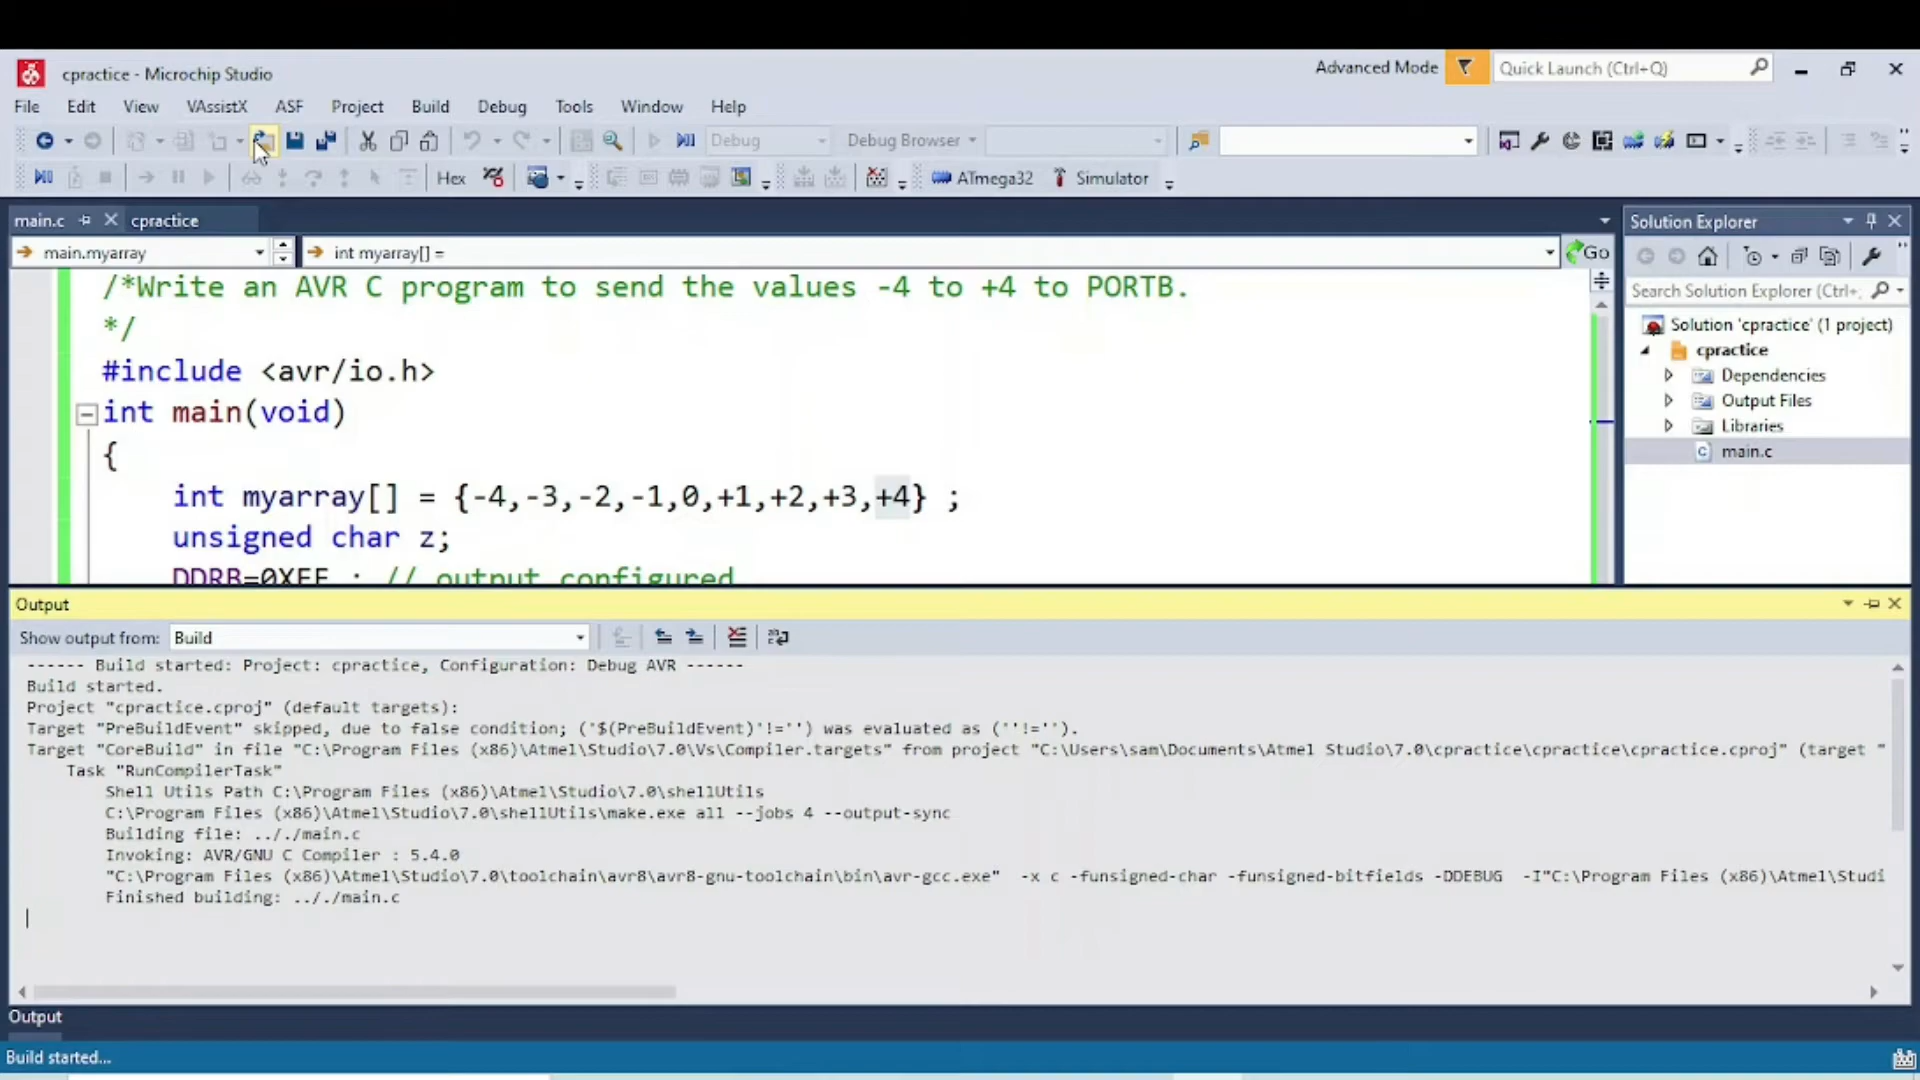 cpractice - Microchip Studio
Advanced Mode
Quick Launch (Ctrl+Q)
File Edit View VAssistX ASF Project Build Debug Tools Window Help
Debug
Debug Browser
Hex
ATmega32
Simulator
main.c
cpractice
main.myarray
int myarray[] =
Go
/*Write an AVR C program to send the values -4 to +4 to PORTB.
*/
#include <avr/io.h>
int main(void)
{
int myarray[] = {-4,-3,-2,-1,0,+1,+2,+3,+4} ;
unsigned char z;
DDRB=0XFF ; // output configured
Solution Explorer
Search Solution Explorer (Ctrl+
Solution 'cpractice' (1 project)
cpractice
Dependencies
Output Files
Libraries
main.c
Output
Show output from: Build
------ Build started: Project: cpractice, Configuration: Debug AVR ------
Build started.
Project "cpractice.cproj" (default targets):
Target "PreBuildEvent" skipped, due to false condition; ('$(PreBuildEvent)'!='') was evaluated as (''!='').
Target "CoreBuild" in file "C:\Program Files (x86)\Atmel\Studio\7.0\Vs\Compiler.targets" from project "C:\Users\sam\Documents\Atmel Studio\7.0\cpractice\cpractice\cpractice.cproj" (target "
Task "RunCompilerTask"
Shell Utils Path C:\Program Files (x86)\Atmel\Studio\7.0\shellUtils
C:\Program Files (x86)\Atmel\Studio\7.0\shellUtils\make.exe all --jobs 4 --output-sync
Building file: .././main.c
Invoking: AVR/GNU C Compiler : 5.4.0
"C:\Program Files (x86)\Atmel\Studio\7.0\toolchain\avr8\avr8-gnu-toolchain\bin\avr-gcc.exe" -x c -funsigned-char -funsigned-bitfields -DDEBUG -I"C:\Program Files (x86)\Atmel\Studi
Finished building: .././main.c
Output
Build started...